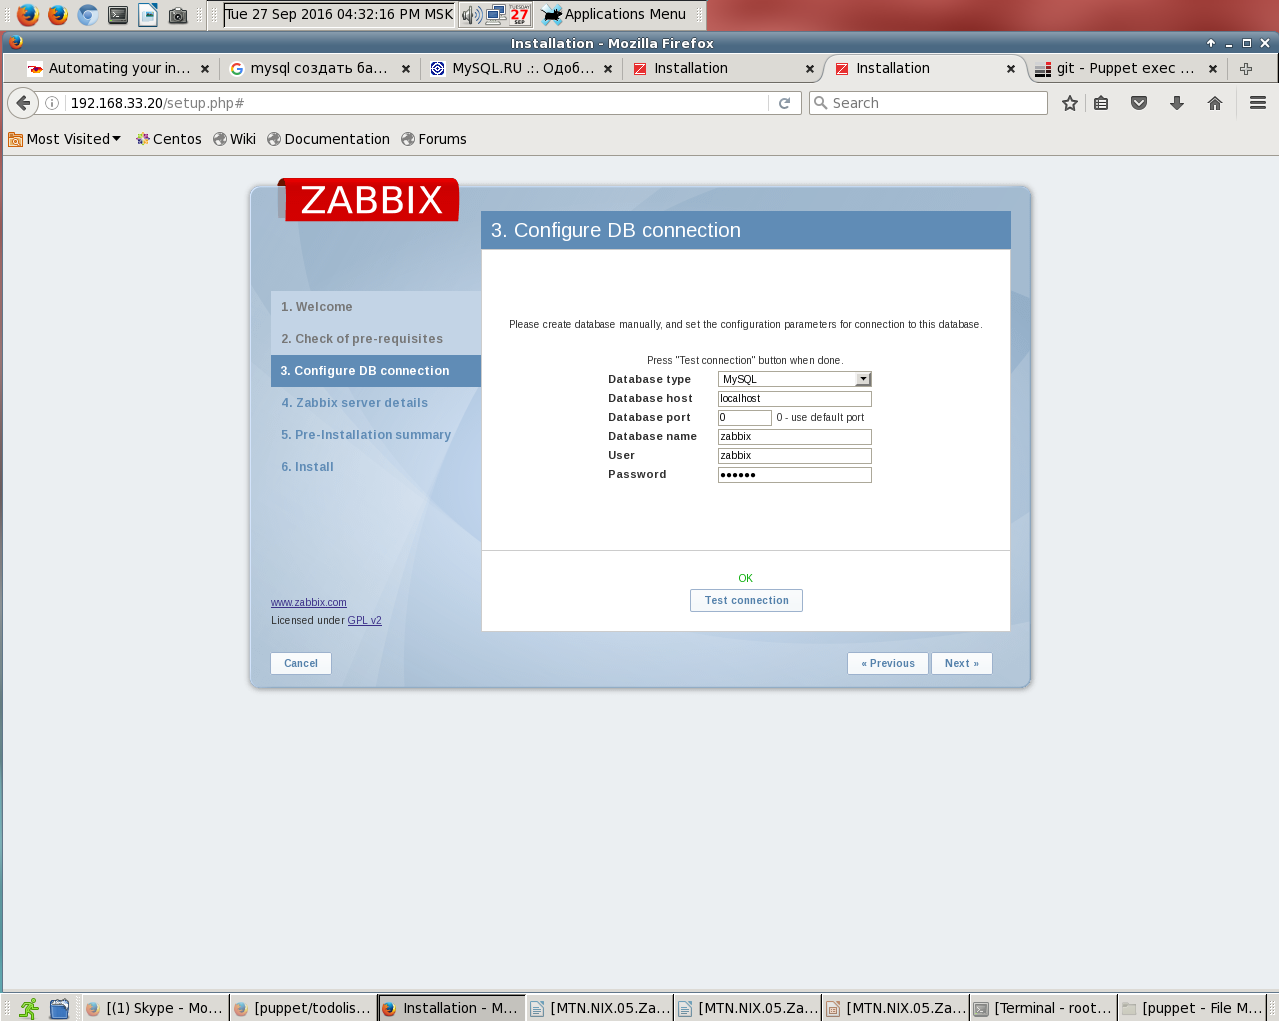 Tue 27 Sep 2016 04:32:16 PM MSK
TUESDAY
27
SEP
Applications Menu
Installation - Mozilla Firefox
Automating your in...
mysql создать ба...
MySQL.RU .:. Одоб...
Installation
Installation
git - Puppet exec ...
192.168.33.20/setup.php#
Search
Most Visited
Centos
Wiki
Documentation
Forums
ZABBIX
3. Configure DB connection
1. Welcome
2. Check of pre-requisites
3. Configure DB connection
4. Zabbix server details
5. Pre-Installation summary
6. Install
Please create database manually, and set the configuration parameters for connection to this database.
Press "Test connection" button when done.
Database type MySQL
Database host localhost
Database port 0 0 - use default port
Database name zabbix
User zabbix
Password ●●●●●●
OK
Test connection
www.zabbix.com
Licensed under GPL v2
Cancel
« Previous
Next »
[(1) Skype - Mo...
[puppet/todolis...
Installation - M...
[MTN.NIX.05.Za...
[MTN.NIX.05.Za...
[MTN.NIX.05.Za...
[Terminal - root...
[puppet - File M...